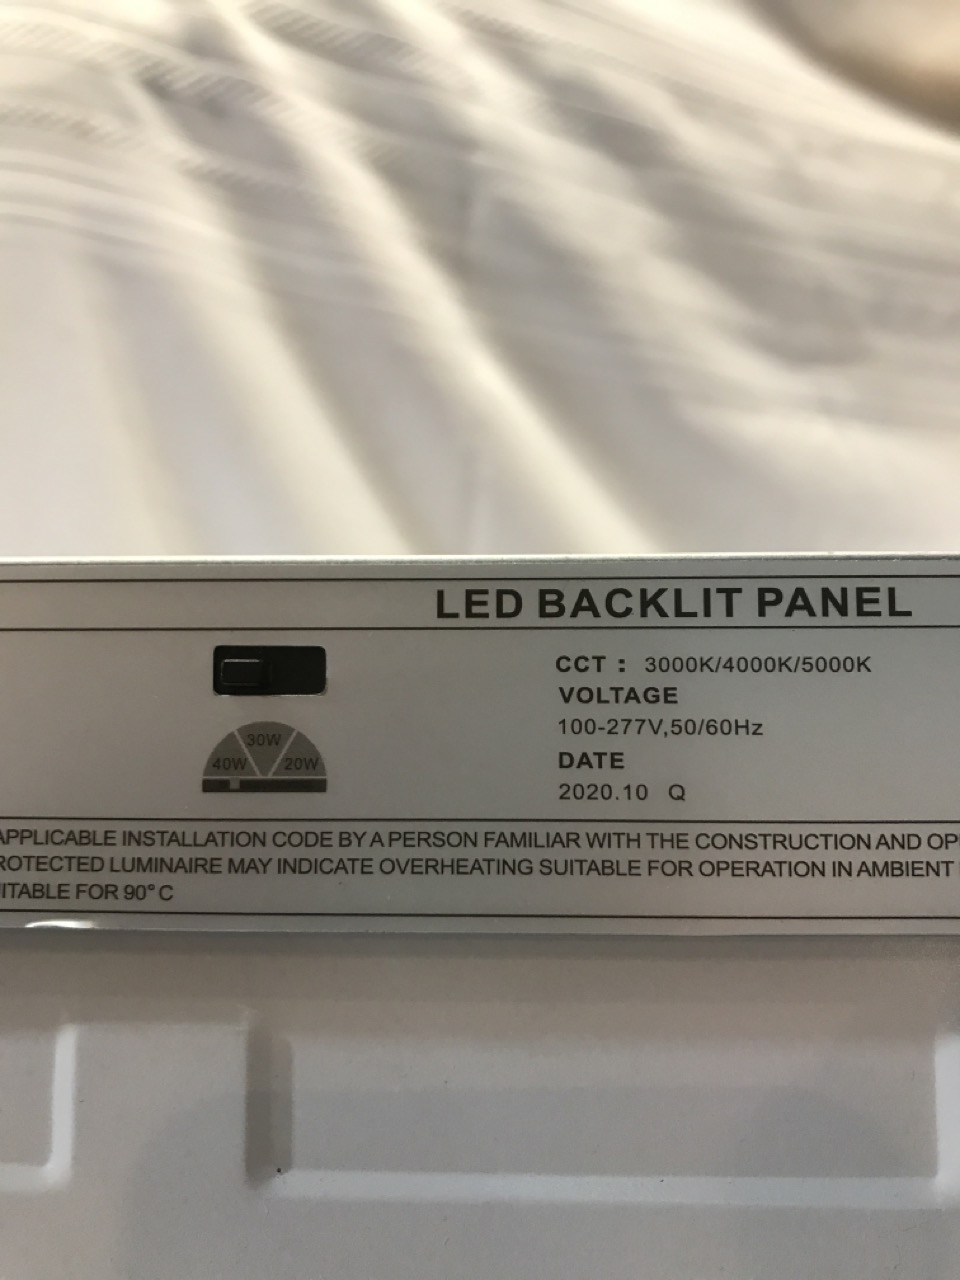 LED BACKLIT PANEL
CCT : 3000K/4000K/5000K
VOLTAGE
100-277V,50/60Hz
DATE
2020.10 Q
30W
40W 20W
APPLICABLE INSTALLATION CODE BY A PERSON FAMILIAR WITH THE CONSTRUCTION AND
LUMINAIRE MAY INDICATE OVERHEATING SUITABLE FOR OPERATION IN AMBIENT
FOR 90°C